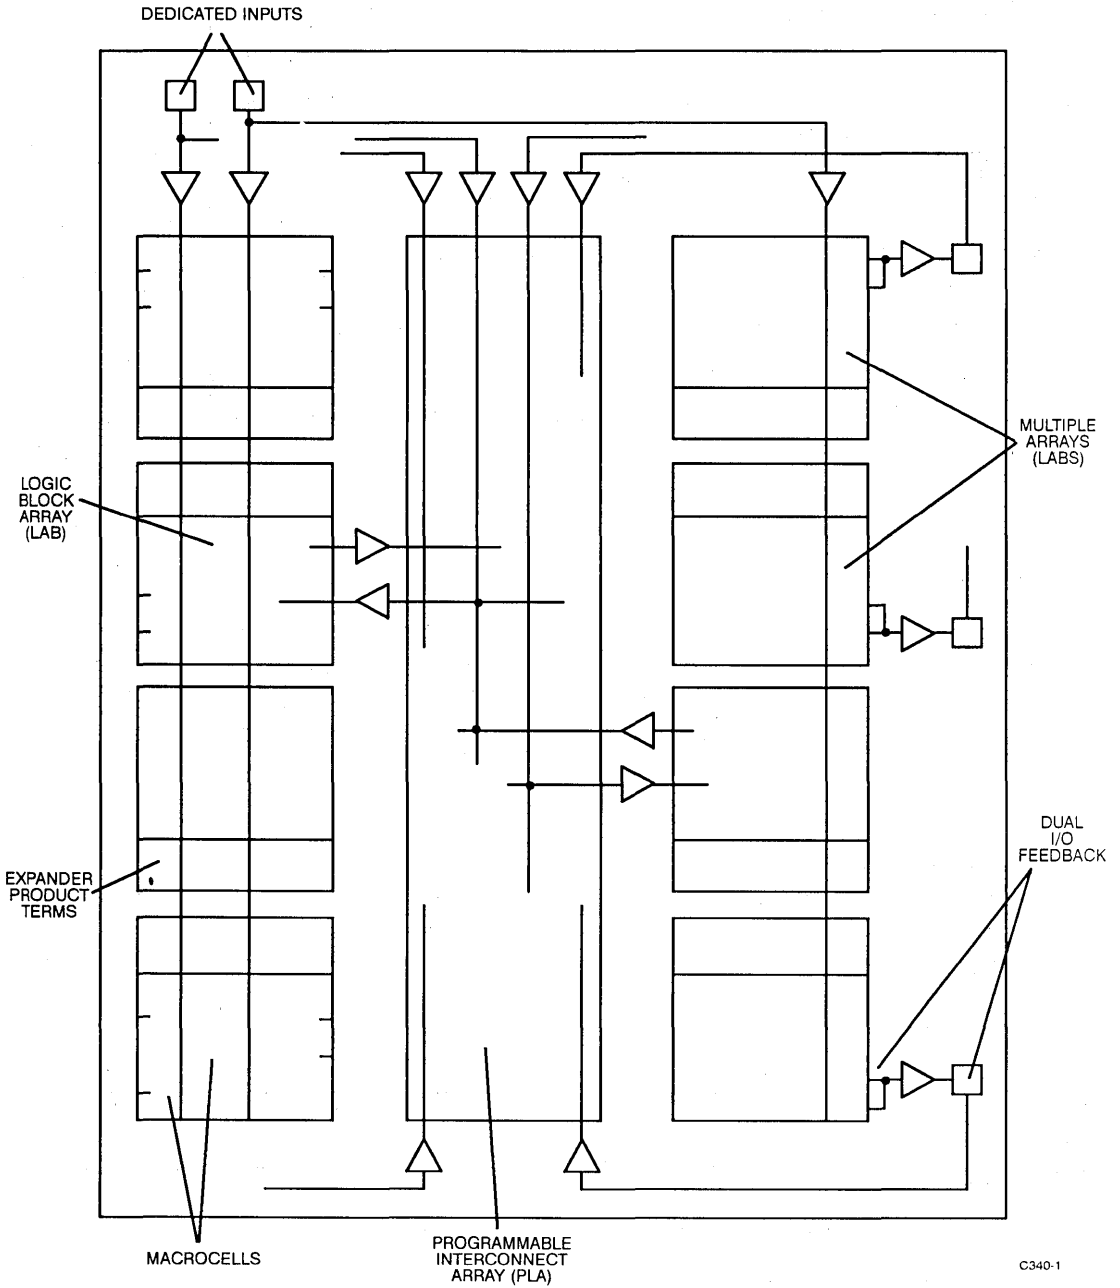 DEDICATED INPUTS
MULTIPLE
ARRAYS
(LABS)
LOGIC
BLOCK
ARRAY
(LAB)
DUAL
I/O
FEEDBACK
EXPANDER
PRODUCT
TERMS
MACROCELLS
PROGRAMMABLE
INTERCONNECT
ARRAY (PLA)
C340-1